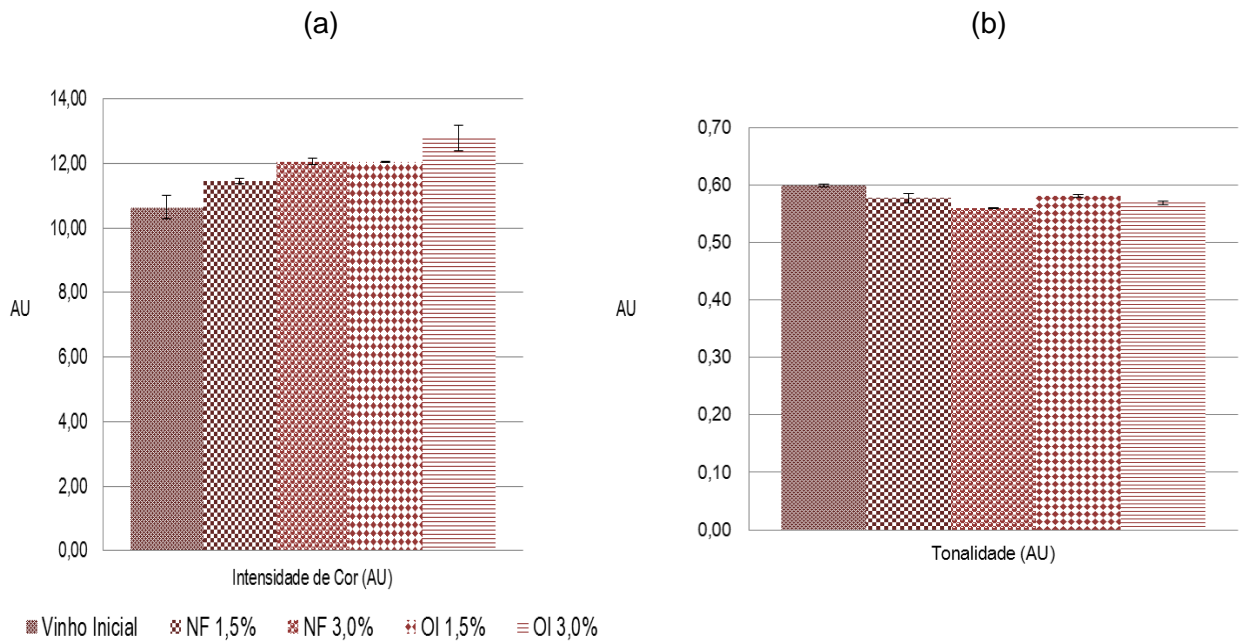 (a)
14,00
12,00
10,00
8,00
AU
6,00
4,00
2,00
0,00
Intensidade de Cor (AU)
(b)
0,70
0,60
0,50
0,40
AU
0,30
0,20
0,10
0,00
Tonalidade (AU)
Vinho Inicial NF 1,5% NF 3,0% OI 1,5% OI 3,0%